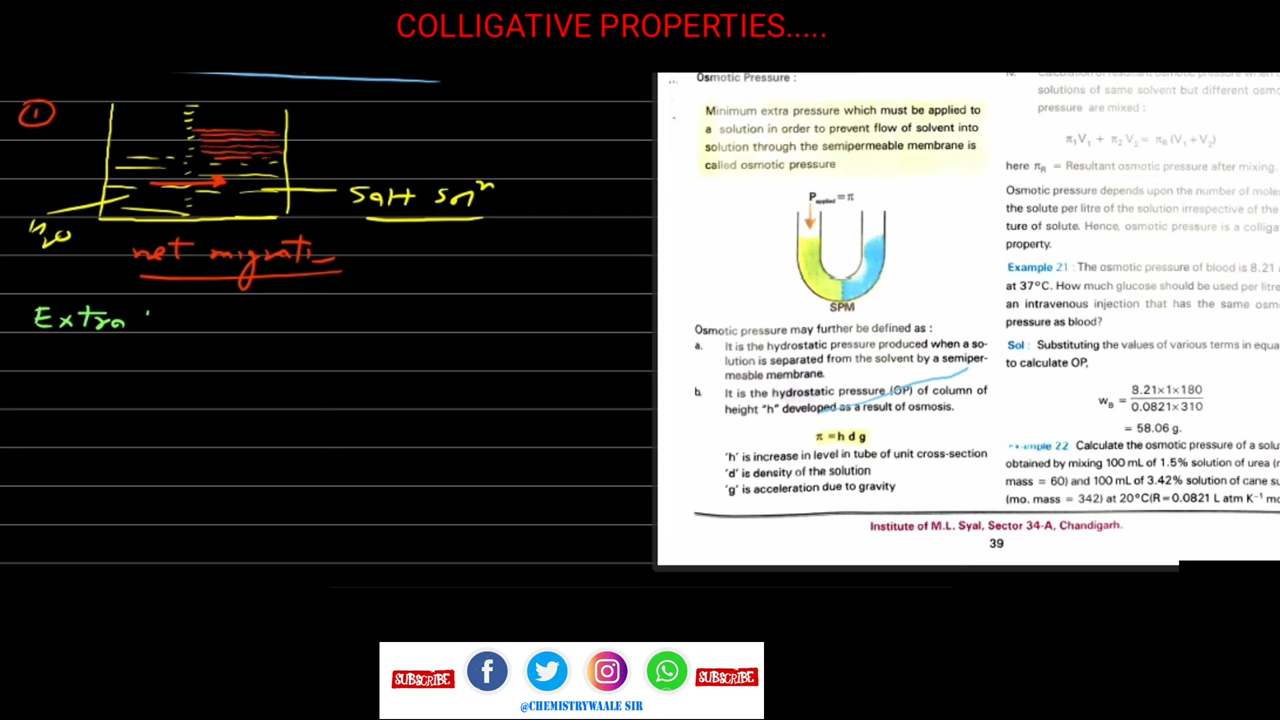 COLLIGATIVE PROPERTIES.....
①
Salt solⁿ
H₂O
net migrati
Extra
Osmotic Pressure :
Minimum extra pressure which must be applied to
a solution in order to prevent flow of solvent into
solution through the semipermeable membrane is
called osmotic pressure
P applied = π
SPM
Osmotic pressure may further be defined as :
a. It is the hydrostatic pressure produced when a so-
lution is separated from the solvent by a semiper-
meable membrane.
b. It is the hydrostatic pressure (OP) of column of
height "h" developed as a result of osmosis.
π = h d g
'h' is increase in level in tube of unit cross-section
'd' is density of the solution
'g' is acceleration due to gravity
solutions of same solvent but different osmo
pressure are mixed :
π₁V₁ + π₂ V₂ = π_R (V₁+V₂)
here π_R = Resultant osmotic pressure after mixing.
Osmotic pressure depends upon the number of mole
the solute per litre of the solution irrespective of the
ture of solute. Hence, osmotic pressure is a colliga
property.
Example 21 : The osmotic pressure of blood is 8.21
at 37°C. How much glucose should be used per litre
an intravenous injection that has the same osm
pressure as blood?
Sol : Substituting the values of various terms in equa
to calculate OP,
w_B = 8.21×1×180 / 0.0821×310
= 58.06 g.
Example 22 Calculate the osmotic pressure of a solu
obtained by mixing 100 mL of 1.5% solution of urea (
mass = 60) and 100 mL of 3.42% solution of cane su
(mo. mass = 342) at 20°C(R = 0.0821 L atm K⁻¹ mo
Institute of M.L. Syal, Sector 34-A, Chandigarh.
39
SUBSCRIBE
SUBSCRIBE
@CHEMISTRYWAALE SIR